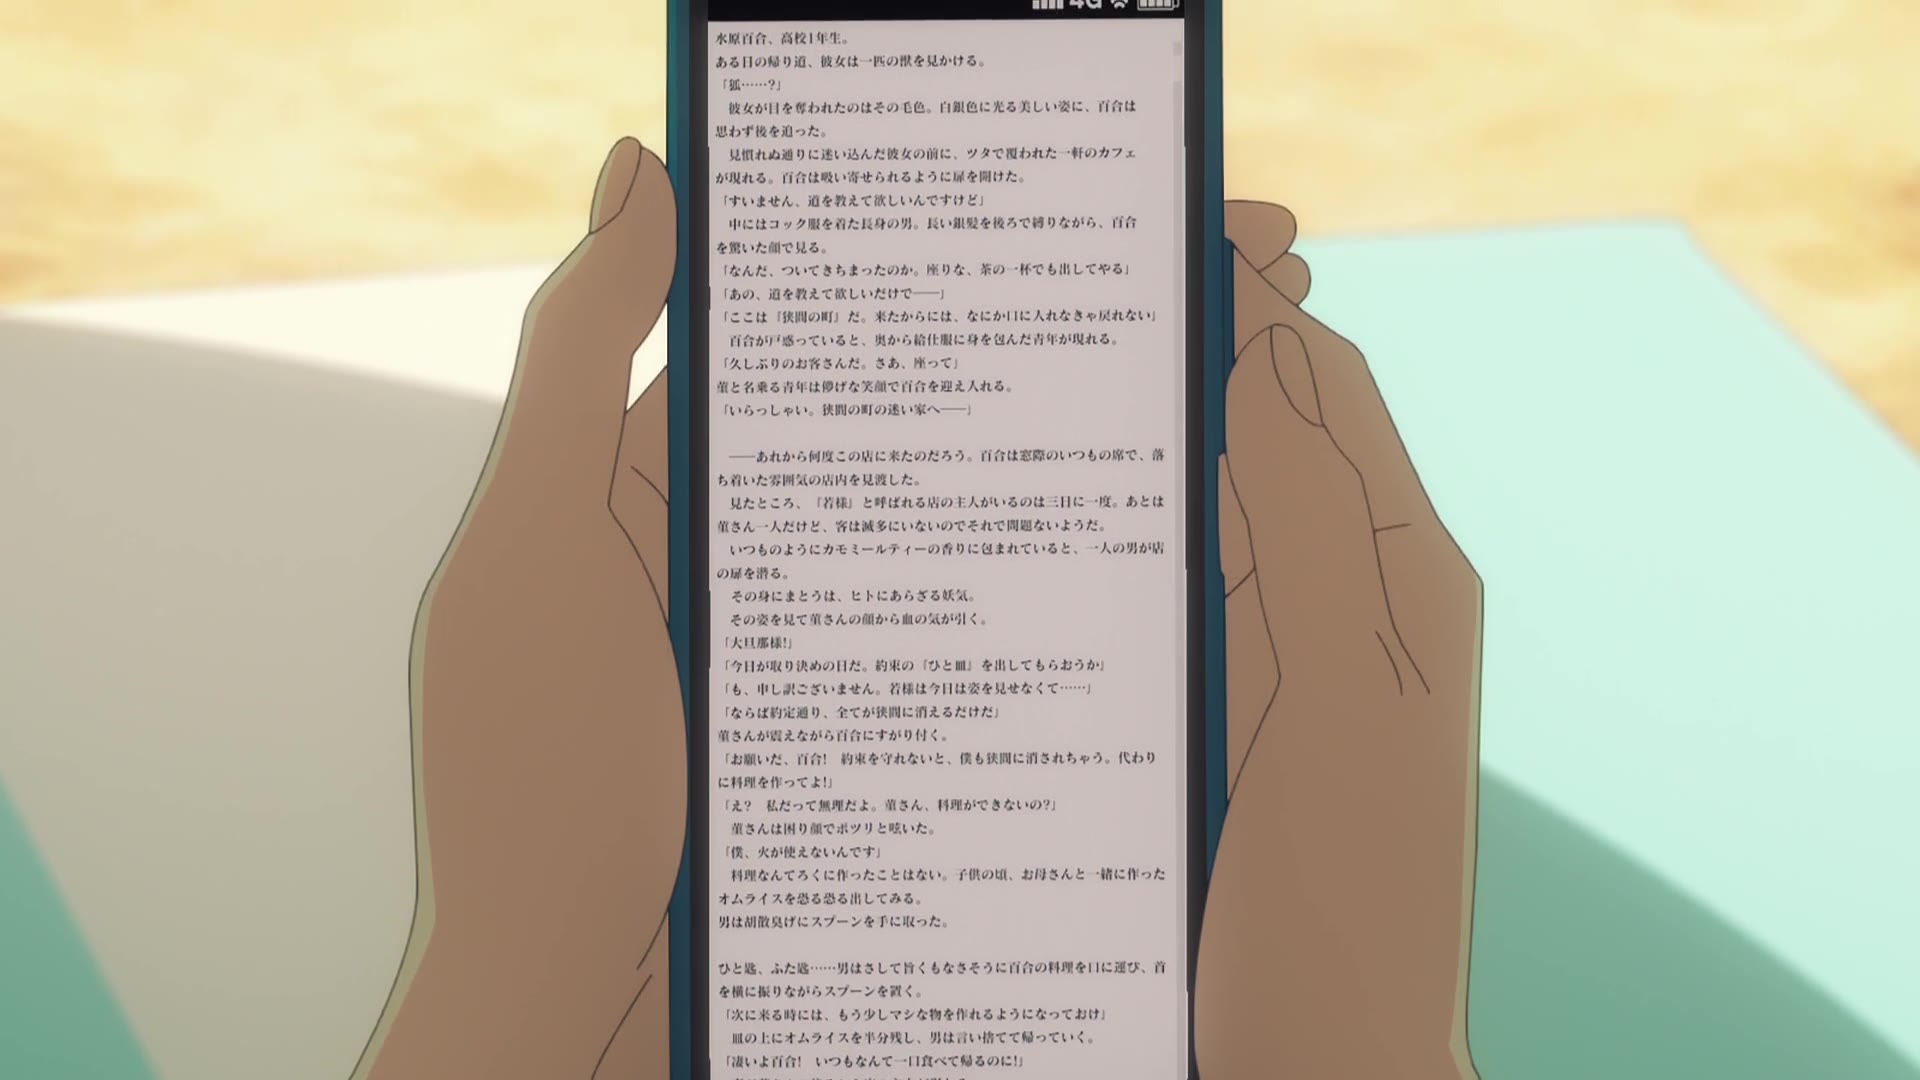 4G
水原百合、高校1年生。
ある日の帰り道、彼女は一匹の獣を見かける。
「狐……?」
　彼女が目を奪われたのはその毛色。白銀色に光る美しい姿に、百合は
思わず後を追った。
　見慣れぬ通りに迷い込んだ彼女の前に、ツタで覆われた一軒のカフェ
が現れる。百合は吸い寄せられるように扉を開けた。
「すいません、道を教えて欲しいんですけど」
　中にはコック服を着た長身の男。長い銀髪を後ろで縛りながら、百合
を驚いた顔で見る。
「なんだ、ついてきちまったのか。座りな、茶の一杯でも出してやる」
「あの、道を教えて欲しいだけで――」
「ここは『狭間の町』だ。来たからには、なにか口に入れなきゃ戻れない」
　百合が戸惑っていると、奥から給仕服に身を包んだ青年が現れる。
「久しぶりのお客さんだ。さあ、座って」
菫と名乗る青年は儚げな笑顔で百合を迎え入れる。
「いらっしゃい。狭間の町の迷い家へ――」
　――あれから何度この店に来たのだろう。百合は窓際のいつもの席で、落
ち着いた雰囲気の店内を見渡した。
　見たところ、『若様』と呼ばれる店の主人がいるのは三日に一度。あとは
菫さん一人だけど、客は滅多にいないのでそれで問題ないようだ。
　いつものようにカモミールティーの香りに包まれていると、一人の男が店
の扉を潜る。
　その身にまとうは、ヒトにあらざる妖気。
　その姿を見て菫さんの顔から血の気が引く。
「大旦那様!」
「今日が取り決めの日だ。約束の『ひと皿』を出してもらおうか」
「も、申し訳ございません。若様は今日は姿を見せなくて……」
「ならば約定通り、全てが狭間に消えるだけだ」
菫さんが震えながら百合にすがり付く。
「お願いだ、百合!　約束を守れないと、僕も狭間に消されちゃう。代わり
に料理を作ってよ!」
「え?　私だって無理だよ。菫さん、料理ができないの?」
　菫さんは困り顔でポツリと呟いた。
「僕、火が使えないんです」
　料理なんてろくに作ったことはない。子供の頃、お母さんと一緒に作った
オムライスを恐る恐る出してみる。
男は胡散臭げにスプーンを手に取った。
ひと匙、ふた匙……男はさして旨くもなさそうに百合の料理を口に運び、首
を横に振りながらスプーンを置く。
「次に来る時には、もう少しマシな物を作れるようになっておけ」
　皿の上にオムライスを半分残し、男は言い捨てて帰っていく。
「凄いよ百合!　いつもなんて一口食べて帰るのに!」